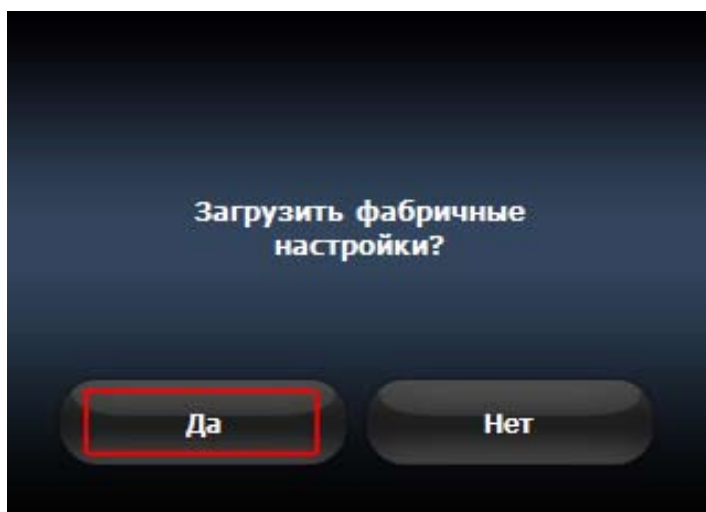 Загрузить фабричные
настройки?
Да
Нет